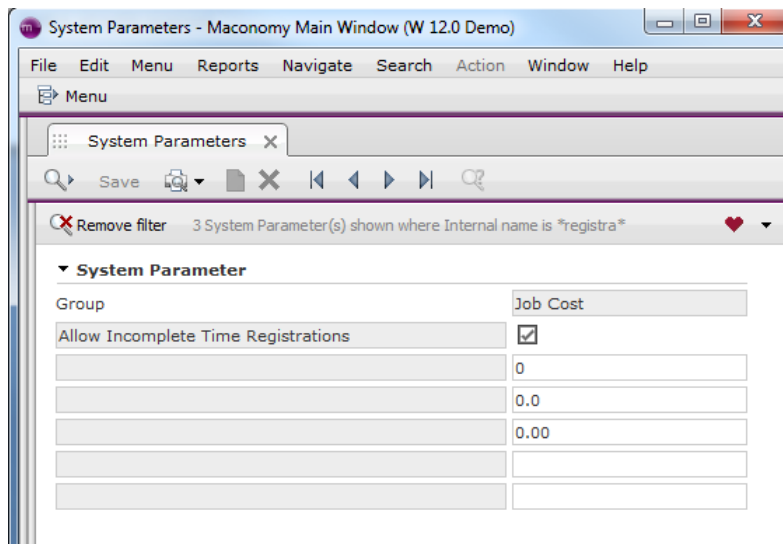 System Parameters - Maconomy Main Window (W 12.0 Demo)
File Edit Menu Reports Navigate Search Action Window Help
Menu
System Parameters
Save
Remove filter 3 System Parameter(s) shown where Internal name is *registra*
System Parameter
Group Job Cost
Allow Incomplete Time Registrations
0
0.0
0.00